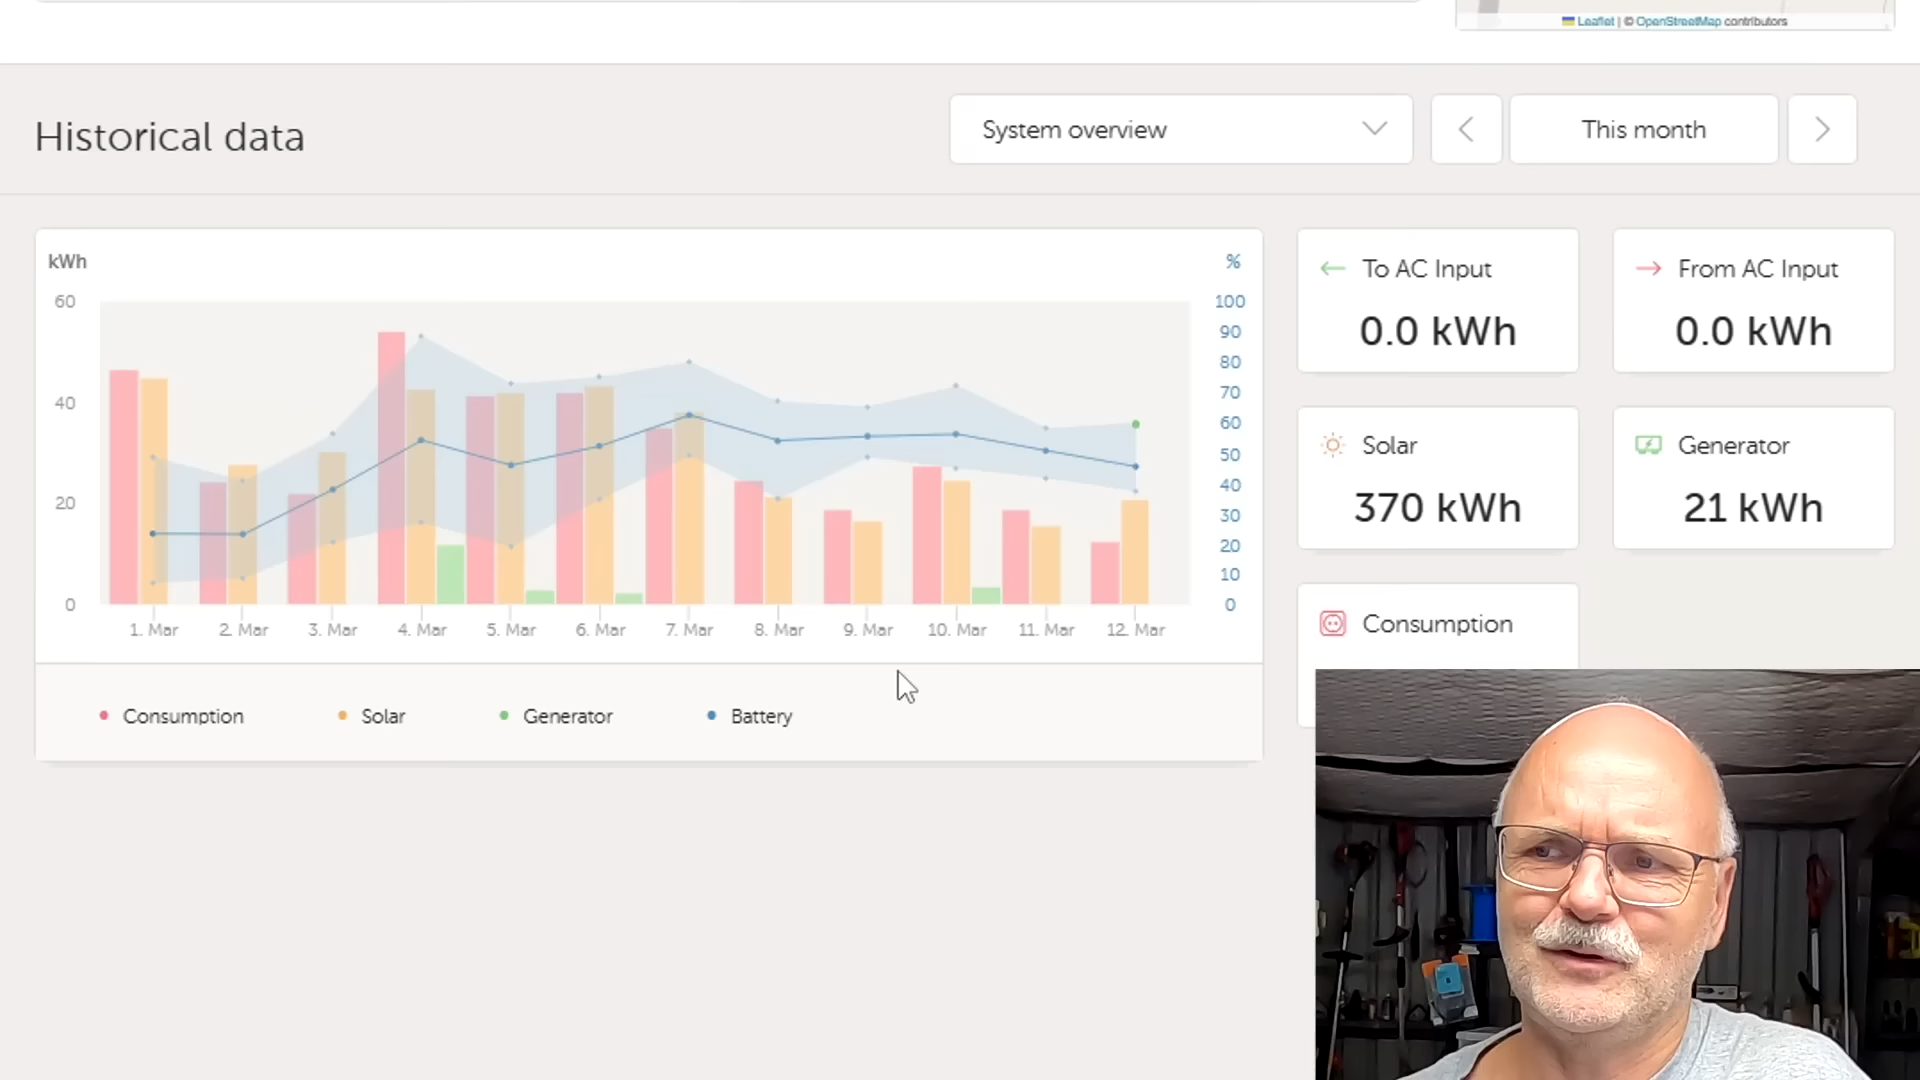 Leaflet | © OpenStreetMap contributors
Historical data
System overview
This month
kWh
%
60
40
20
0
100
90
80
70
60
50
40
30
20
10
0
1. Mar
2. Mar
3. Mar
4. Mar
5. Mar
6. Mar
7. Mar
8. Mar
9. Mar
10. Mar
11. Mar
12. Mar
Consumption
Solar
Generator
Battery
To AC Input
0.0 kWh
From AC Input
0.0 kWh
Solar
370 kWh
Generator
21 kWh
Consumption